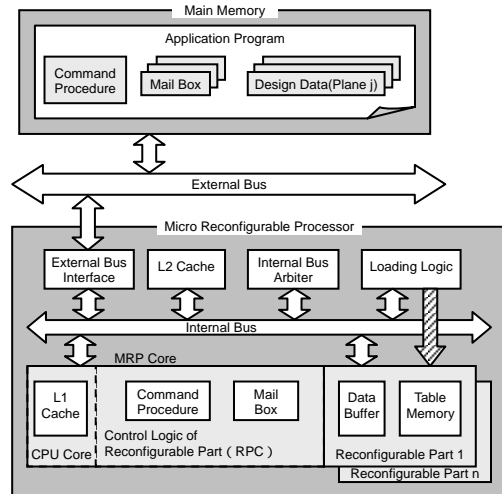 Main Memory
Application Program
Command
Procedure
Mail Box
Design Data(Plane j)
External Bus
Micro Reconfigurable Processor
External Bus
Interface
L2 Cache
Internal Bus
Arbiter
Loading Logic
Internal Bus
MRP Core
L1
Cache
Command
Procedure
Mail
Box
Data
Buffer
Table
Memory
CPU Core
Control Logic of
Reconfigurable Part ( RPC )
Reconfigurable Part 1
Reconfigurable Part n